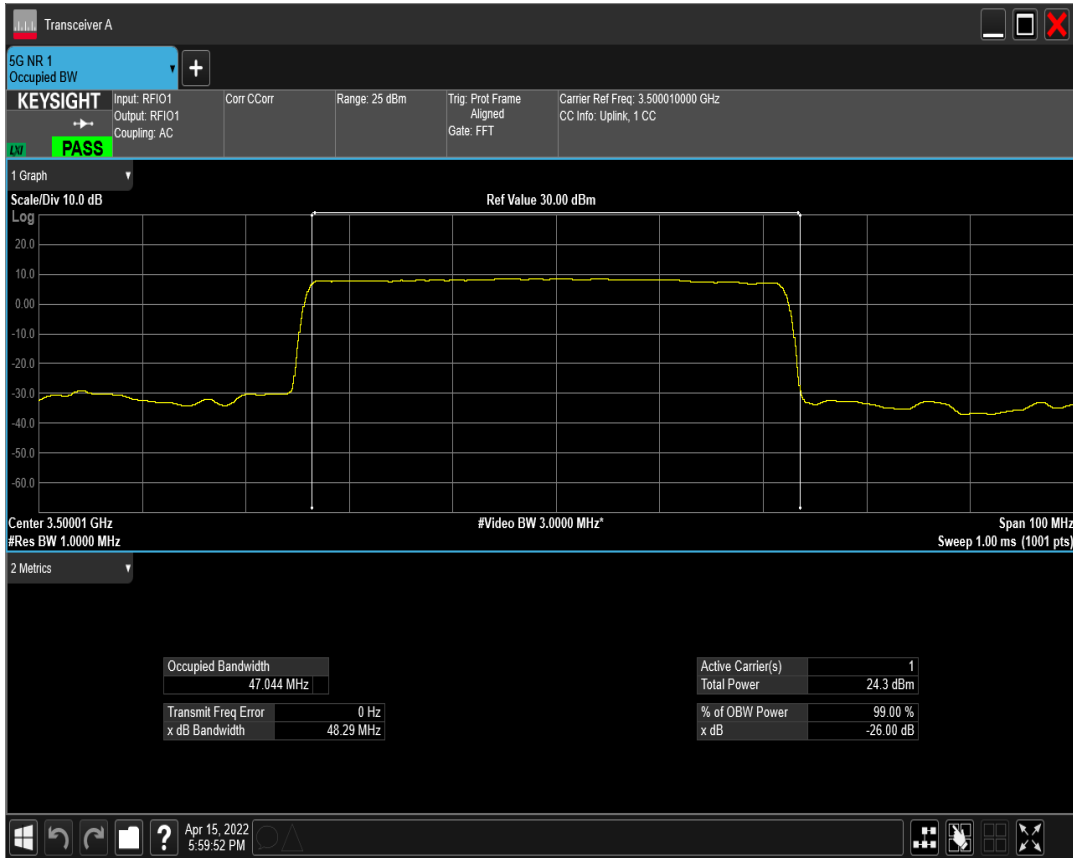 Transceiver A
5G NR 1
Occupied BW
KEYSIGHT
LXI
PASS
Input: RFIO1
Output: RFIO1
Coupling: AC
Corr CCorr
Range: 25 dBm
Trig: Prot Frame
Aligned
Gate: FFT
Carrier Ref Freq: 3.500010000 GHz
CC Info: Uplink, 1 CC
1 Graph
Scale/Div 10.0 dB
Ref Value 30.00 dBm
Log
20.0
10.0
0.00
-10.0
-20.0
-30.0
-40.0
-50.0
-60.0
Center 3.50001 GHz
#Video BW 3.0000 MHz*
Span 100 MHz
#Res BW 1.0000 MHz
Sweep 1.00 ms (1001 pts)
2 Metrics
Occupied Bandwidth
47.044 MHz
Transmit Freq Error 0 Hz
x dB Bandwidth 48.29 MHz
Active Carrier(s) 1
Total Power 24.3 dBm
% of OBW Power 99.00 %
x dB -26.00 dB
Apr 15, 2022
5:59:52 PM